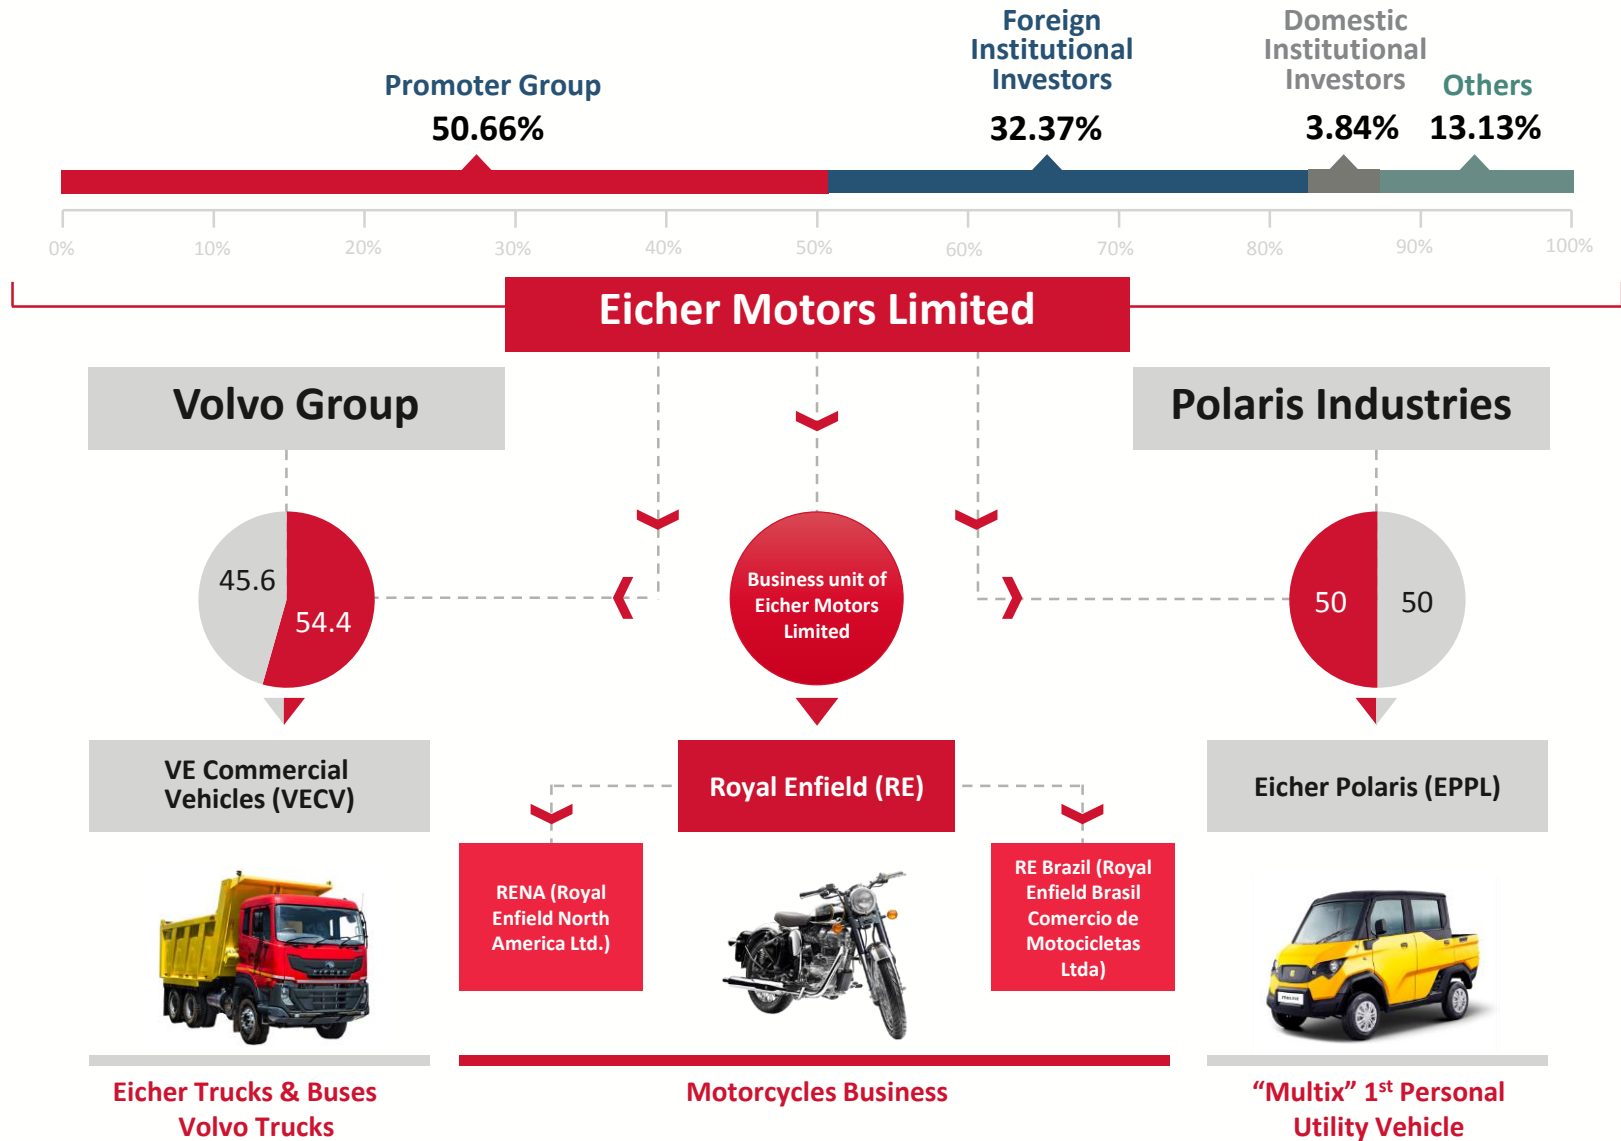 Foreign
Institutional
Investors
Domestic
Institutional
Investors
Promoter Group
Others
50.66%
32.37%
3.84%
13.13%
0%
10%
20%
30%
40%
50%
60%
70%
80%
90%
100%
Eicher Motors Limited
Volvo Group
Polaris Industries
45.6
54.4
Business unit of
Eicher Motors
Limited
50
50
VE Commercial
Vehicles (VECV)
Royal Enfield (RE)
Eicher Polaris (EPPL)
RENA (Royal
Enfield North
America Ltd.)
RE Brazil (Royal
Enfield Brasil
Comercio de
Motocicletas
Ltda)
EICHER
Eicher Trucks & Buses
Volvo Trucks
Motorcycles Business
“Multix” 1st Personal
Utility Vehicle